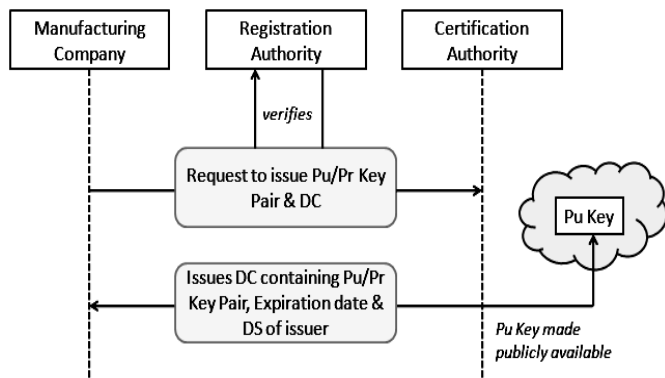 Manufacturing
Company
Registration
Authority
Certification
Authority
verifies
Request to issue Pu/Pr Key
Pair & DC
Pu Key
Issues DC containing Pu/Pr
Key Pair, Expiration date &
DS of issuer
Pu Key made
publicly available